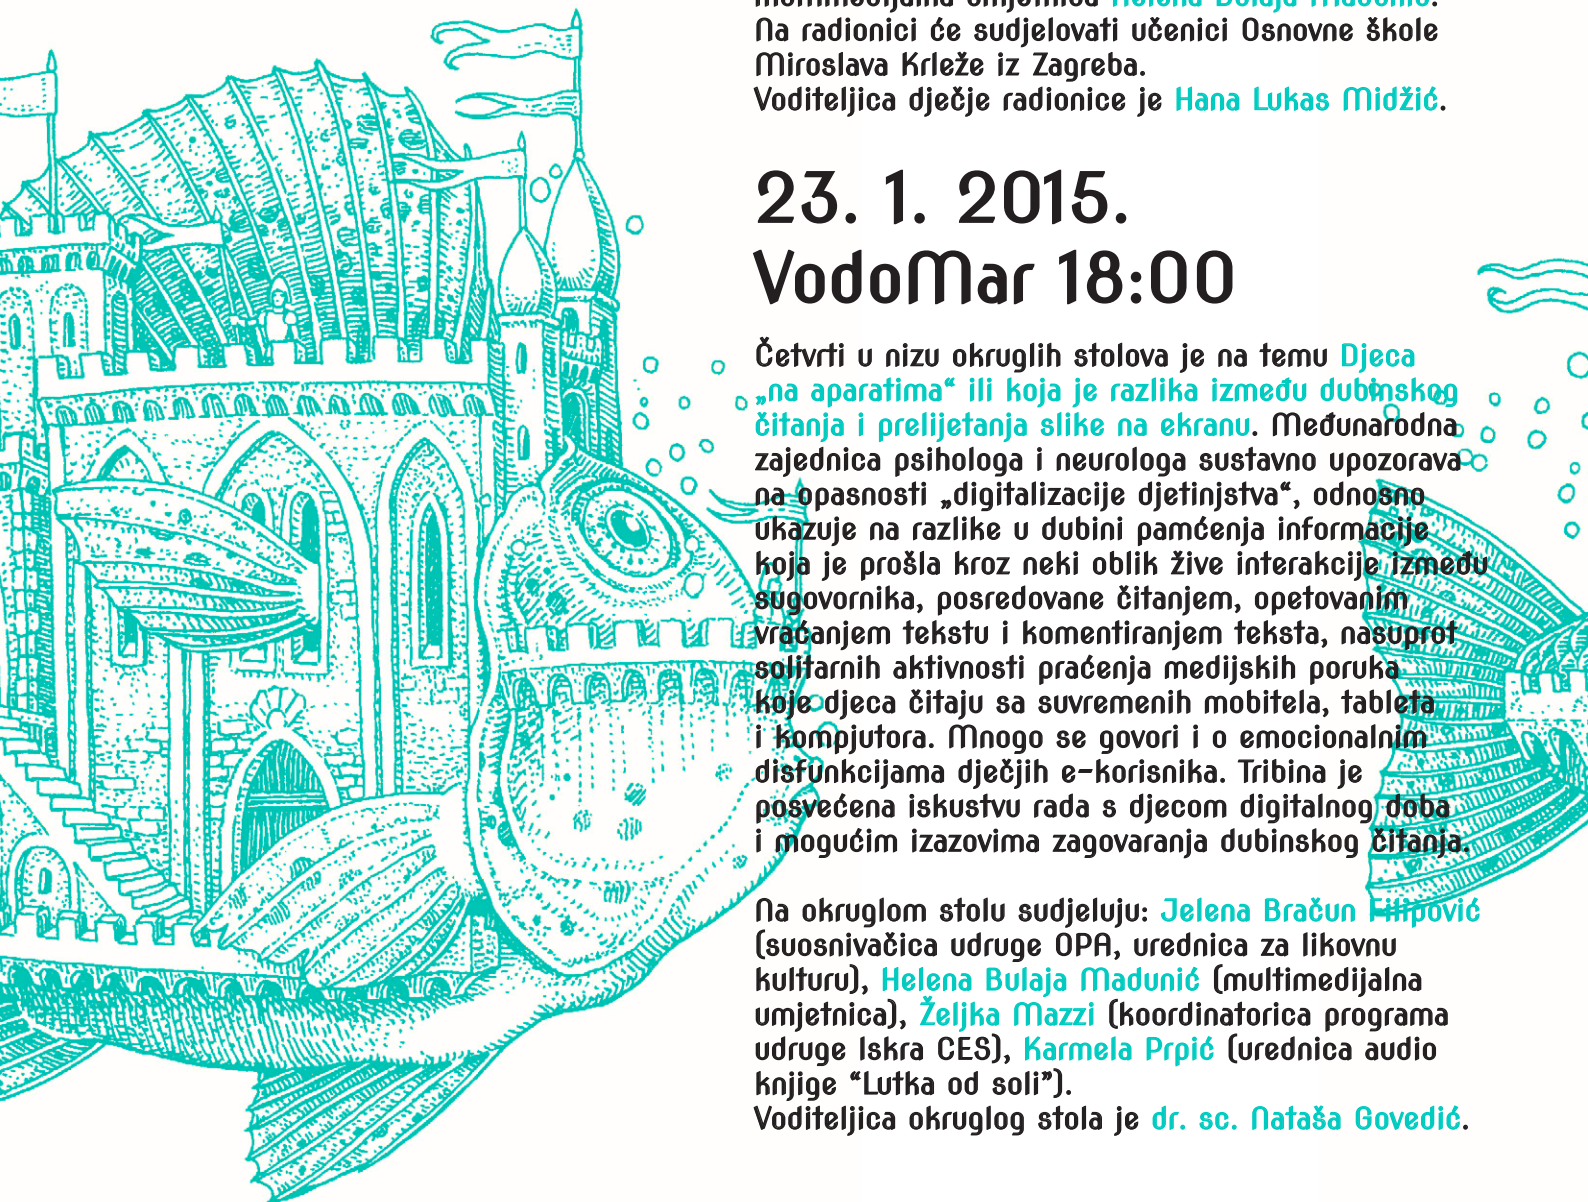 multimedijalna umjetnica Helena Bulaja Madunić.
Na radionici će sudjelovati učenici Osnovne škole
Miroslava Krleže iz Zagreba.
Voditeljica dječje radionice je Hana Lukas Midžić.
23. 1. 2015.
VodoMar 18:00
Četvrti u nizu okruglih stolova je na temu Djeca
„na aparatima“ ili koja je razlika između dubinskog
čitanja i prelijetanja slike na ekranu. Međunarodna
zajednica psihologa i neurologa sustavno upozorava
na opasnosti „digitalizacije djetinjstva“, odnosno
ukazuje na razlike u dubini pamćenja informacije
koja je prošla kroz neki oblik žive interakcije između
sugovornika, posredovane čitanjem, opetovanim
vraćanjem tekstu i komentiranjem teksta, nasuprot
solitarnih aktivnosti praćenja medijskih poruka
koje djeca čitaju sa suvremenih mobitela, tableta
i kompjutora. Mnogo se govori i o emocionalnim
disfunkcijama dječjih e-korisnika. Tribina je
posvećena iskustvu rada s djecom digitalnog doba
i mogućim izazovima zagovaranja dubinskog čitanja.
Na okruglom stolu sudjeluju: Jelena Bračun Filipović
(suosnivačica udruge OPA, urednica za likovnu
kulturu), Helena Bulaja Madunić (multimedijalna
umjetnica), Željka Mazzi (koordinatorica programa
udruge Iskra CES), Karmela Prpić (urednica audio
knjige “Lutka od soli”).
Voditeljica okruglog stola je dr. sc. Nataša Govedić.